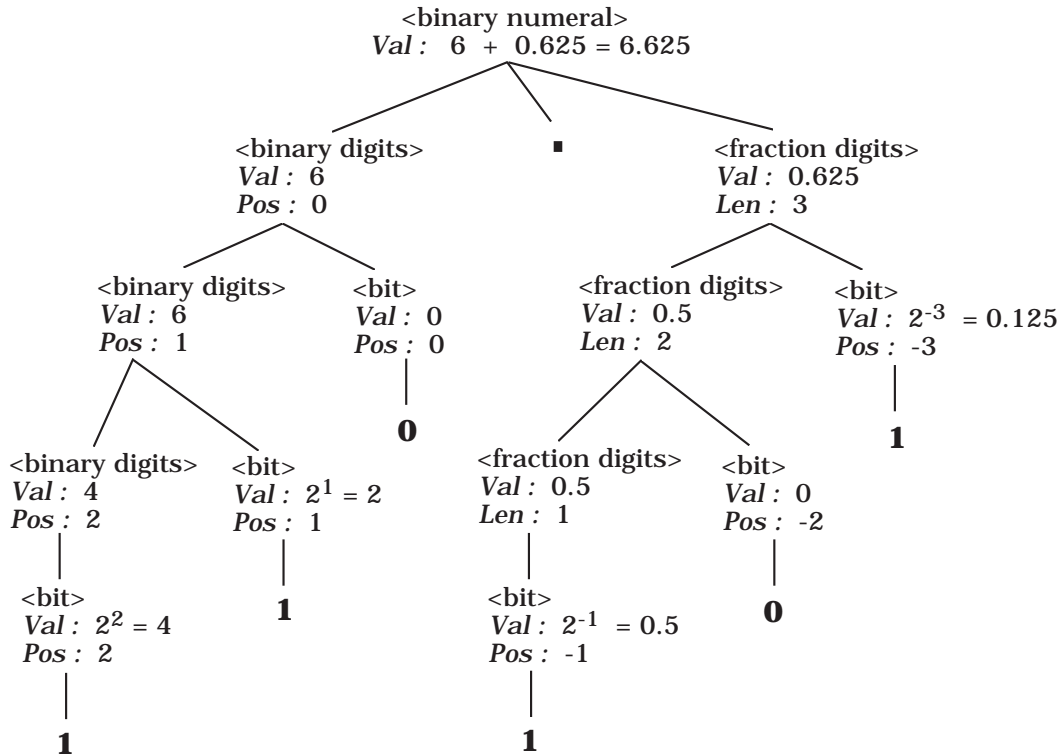 <binary numeral>
Val : 6 + 0.625 = 6.625
<binary digits>
Val : 6
Pos : 0
.
<fraction digits>
Val : 0.625
Len : 3
<binary digits>
Val : 6
Pos : 1
<bit>
Val : 0
Pos : 0
0
<fraction digits>
Val : 0.5
Len : 2
<bit>
Val : 2⁻³ = 0.125
Pos : -3
1
<binary digits>
Val : 4
Pos : 2
<bit>
Val : 2¹ = 2
Pos : 1
1
<fraction digits>
Val : 0.5
Len : 1
<bit>
Val : 0
Pos : -2
0
<bit>
Val : 2² = 4
Pos : 2
1
<bit>
Val : 2⁻¹ = 0.5
Pos : -1
1